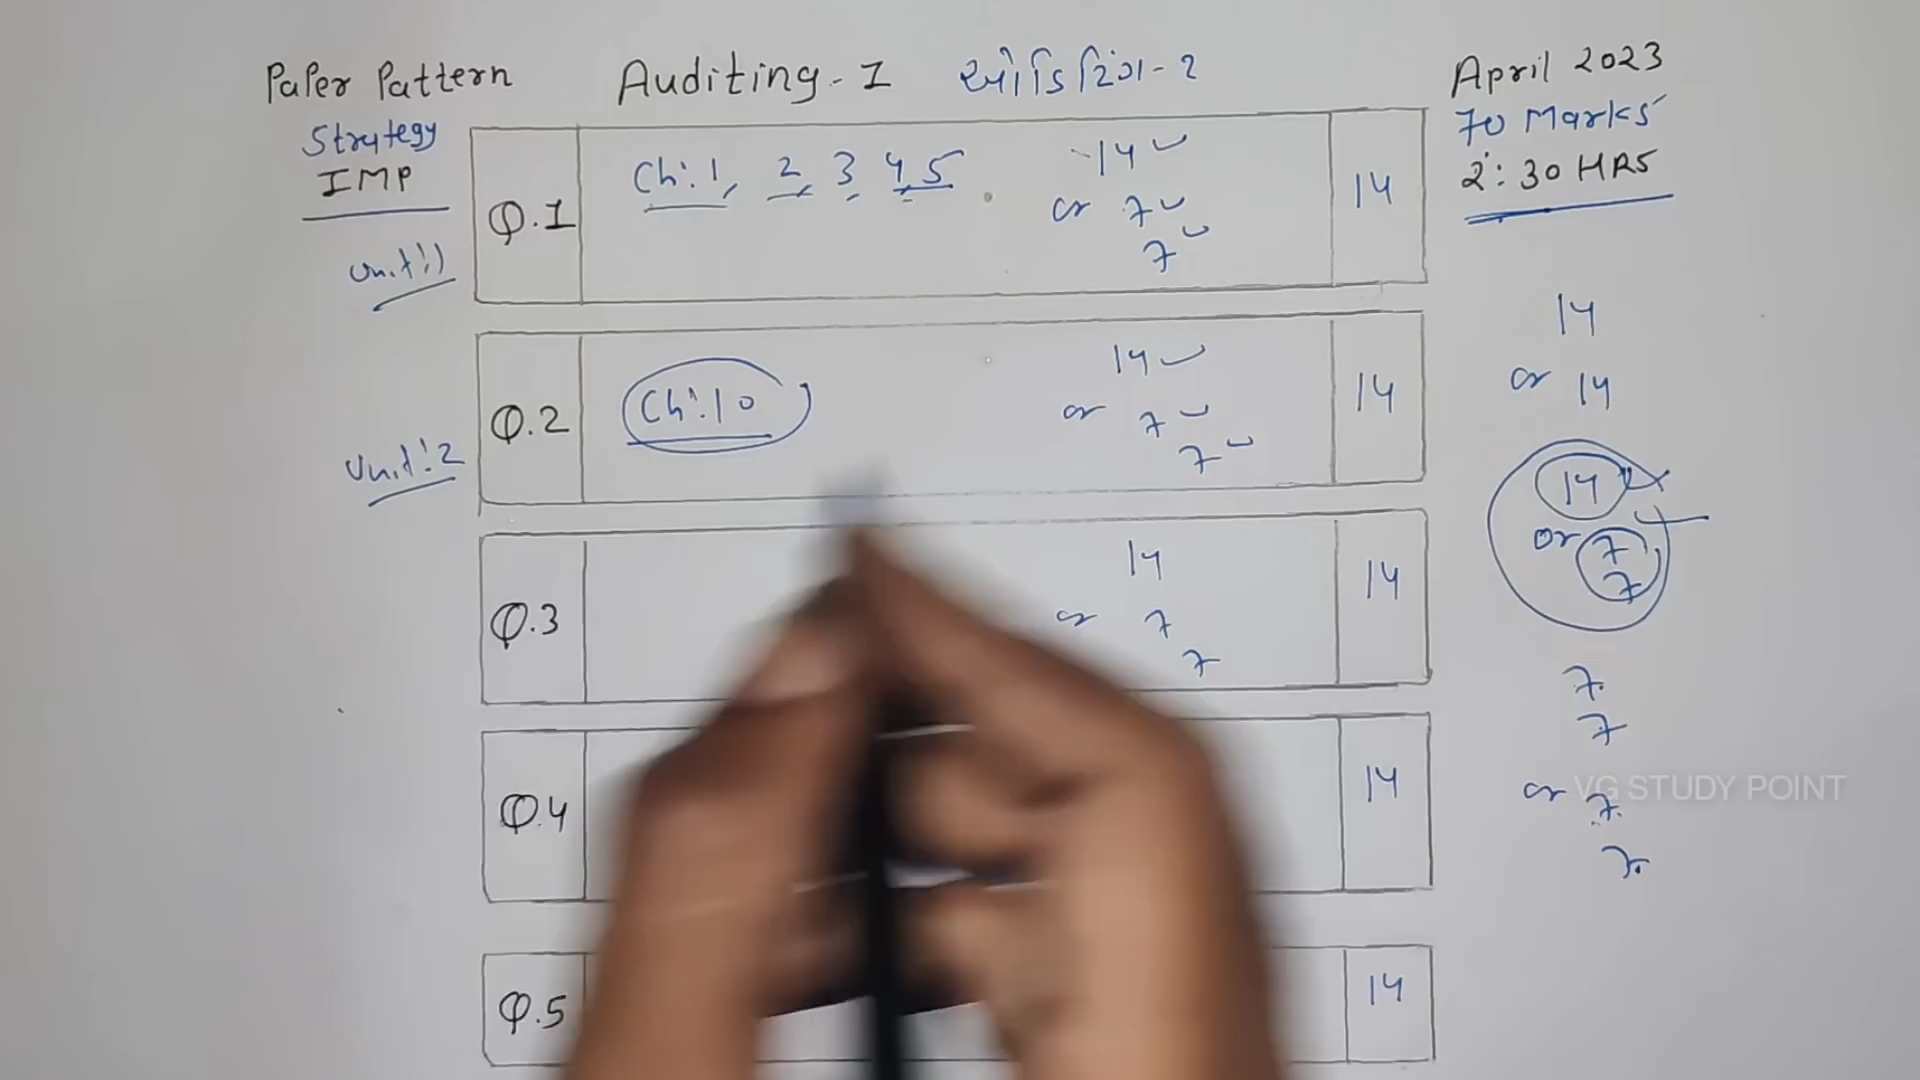 Paper Pattern Auditing - I ઓડિટિંગ - ૧ April 2023
Strategy 70 Marks
IMP 2:30 HRS
Unit:1 Q.1 Ch:1, 2, 3, 4, 5 14 14
or 7
7
14
or 14
Unit:2 Q.2 Ch:10 14 14
or 7
7
14
or 7
7
Q.3 14 14
or 7
7
7
7
or 7
7
Q.4 14
VG STUDY POINT
Q.5 14